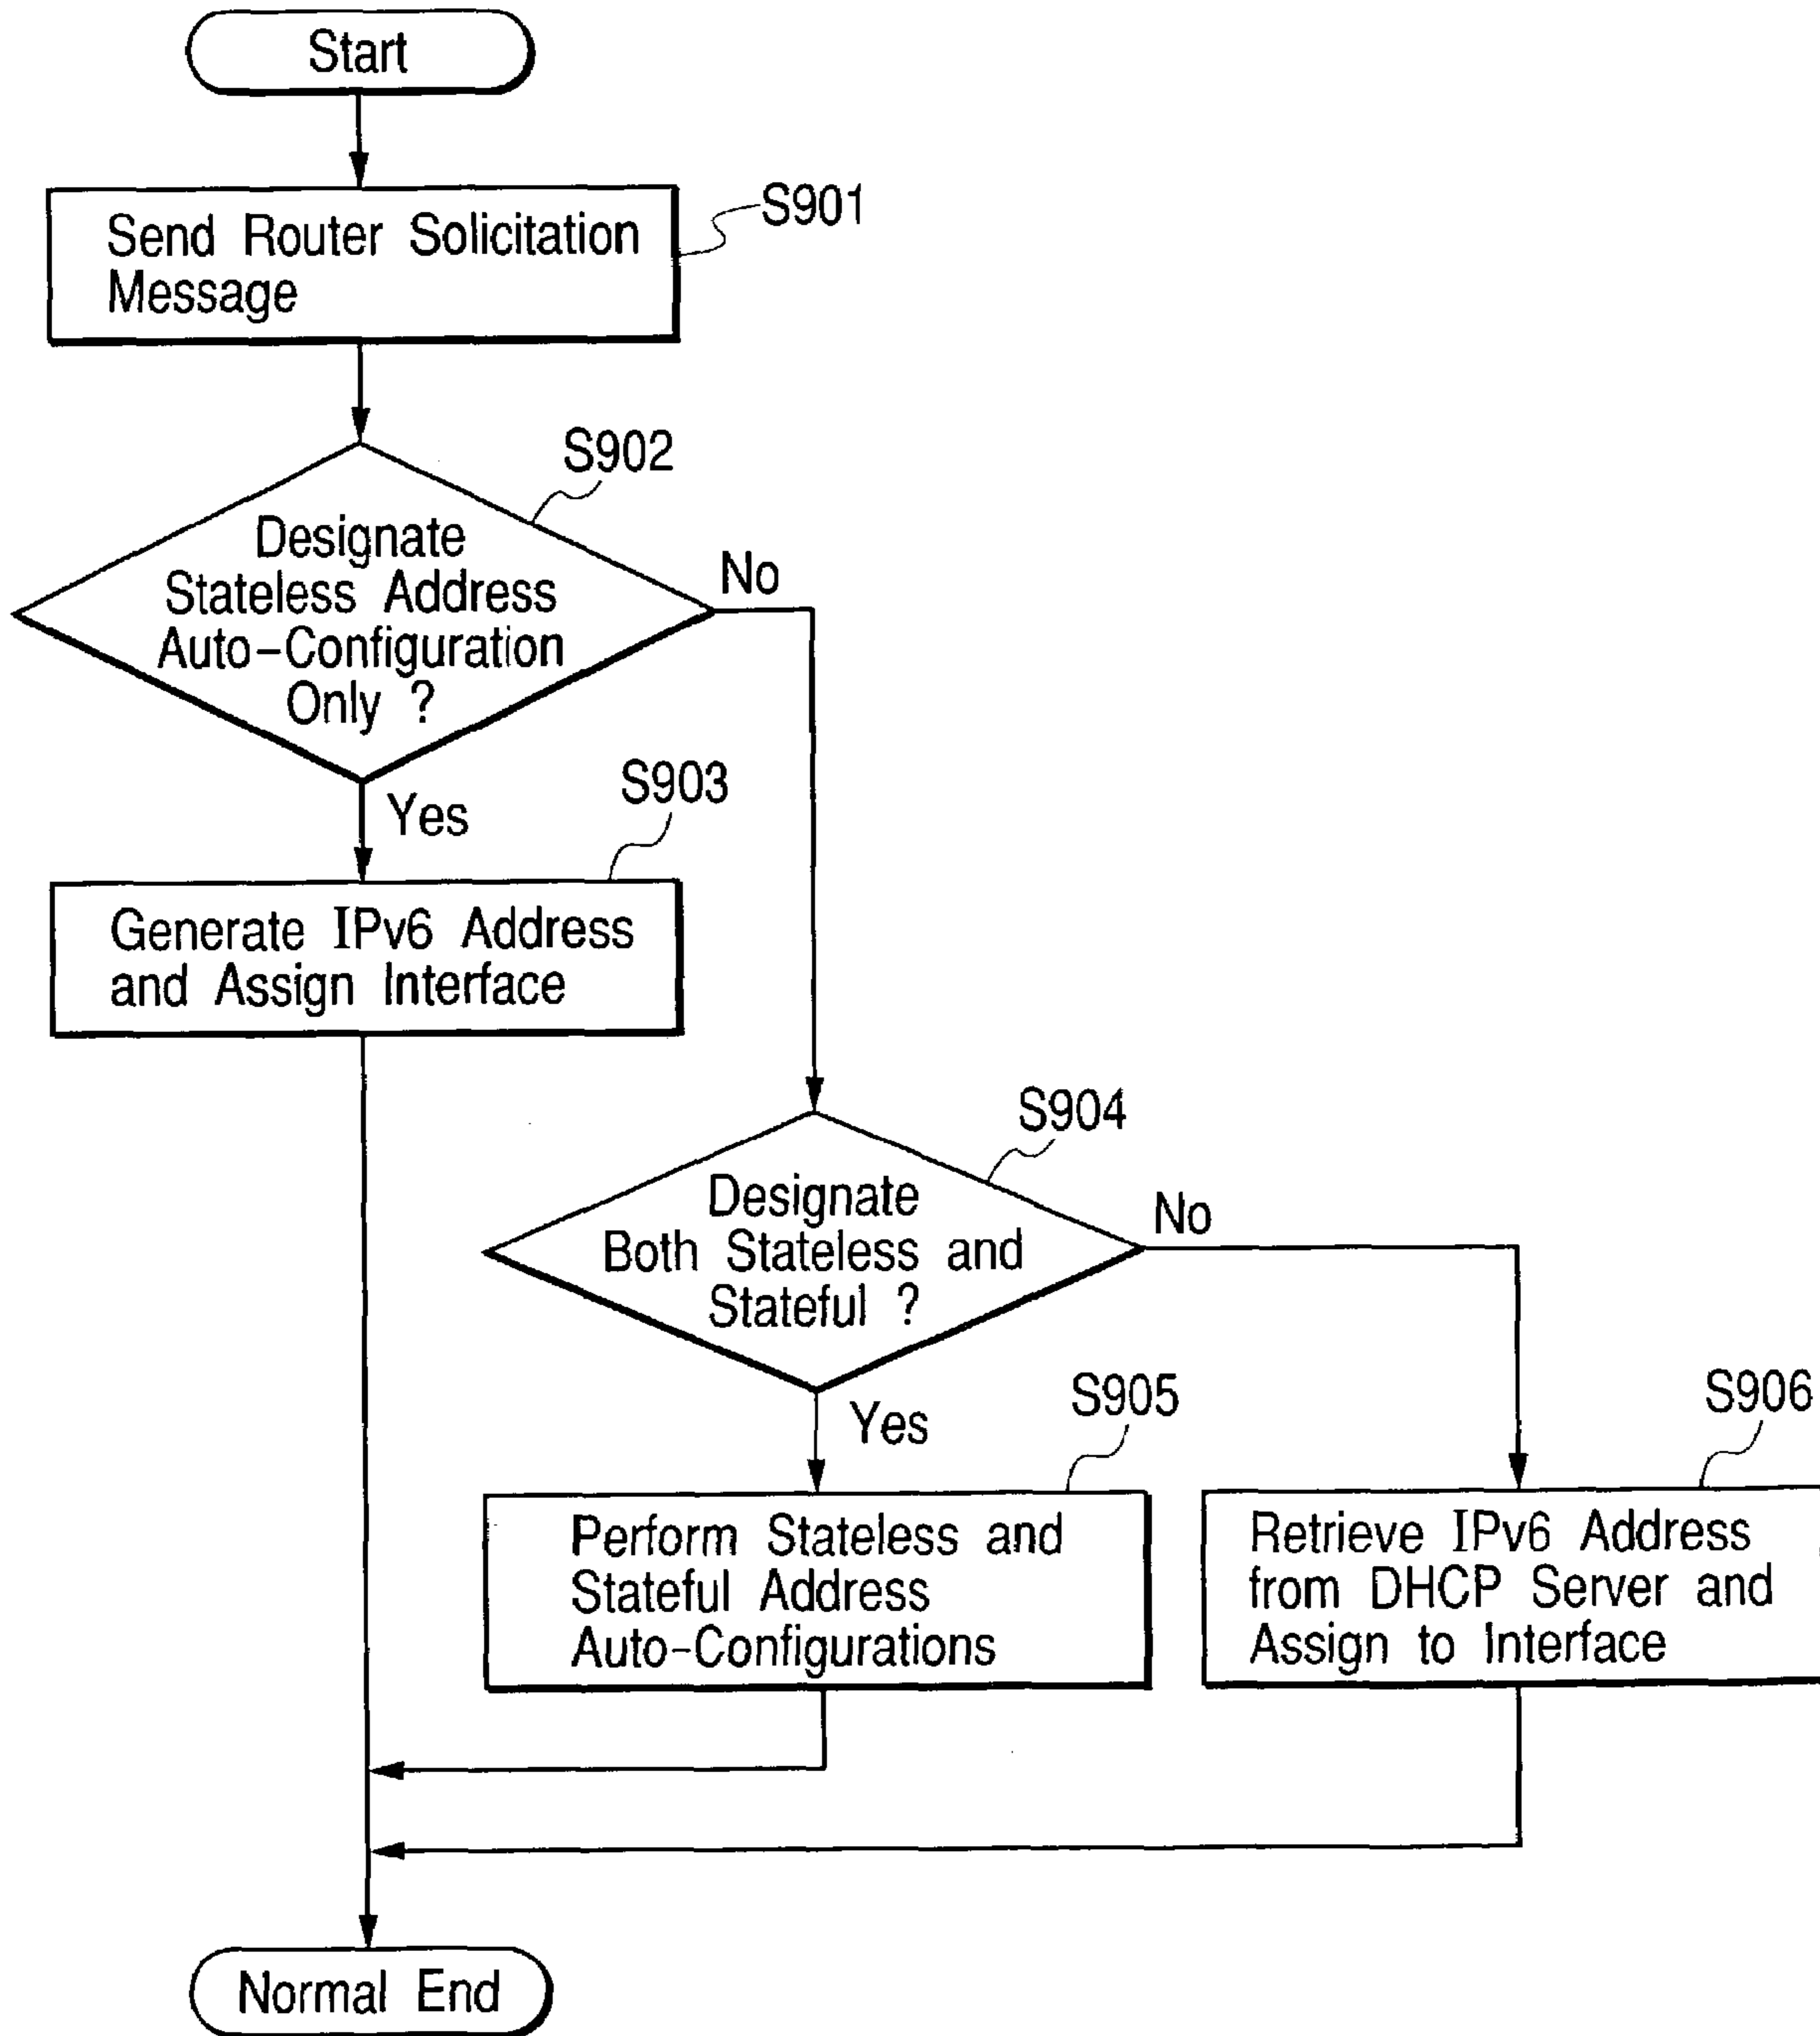 Start
Send Router Solicitation
Message
S901
S902
Designate
Stateless Address
Auto-Configuration
Only ?
No
Yes
S903
Generate IPv6 Address
and Assign Interface
S904
Designate
Both Stateless and
Stateful ?
No
Yes
S905
Perform Stateless and
Stateful Address
Auto-Configurations
S906
Retrieve IPv6 Address
from DHCP Server and
Assign to Interface
Normal End